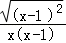 √(x-1)²
x(x-1)